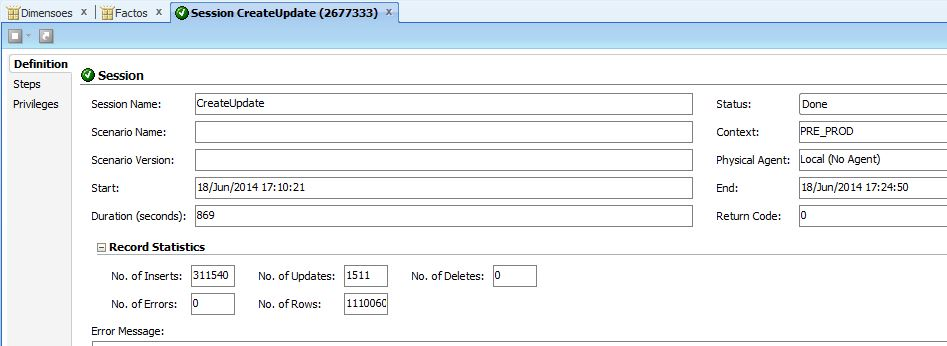 Dimensoes x Factos x Session CreateUpdate (2677333) x
Definition
Steps
Privileges
Session
Session Name: CreateUpdate Status: Done
Scenario Name: Context: PRE_PROD
Scenario Version: Physical Agent: Local (No Agent)
Start: 18/Jun/2014 17:10:21 End: 18/Jun/2014 17:24:50
Duration (seconds): 869 Return Code: 0
Record Statistics
No. of Inserts: 311540 No. of Updates: 1511 No. of Deletes: 0
No. of Errors: 0 No. of Rows: 1110060
Error Message: